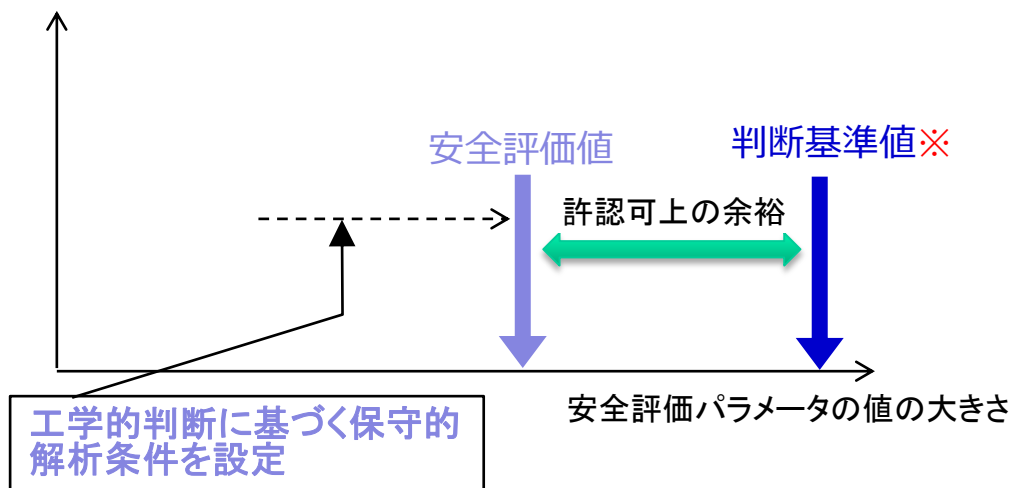 安全評価値
判断基準値※
許認可上の余裕
安全評価パラメータの値の大きさ
工学的判断に基づく保守的
解析条件を設定